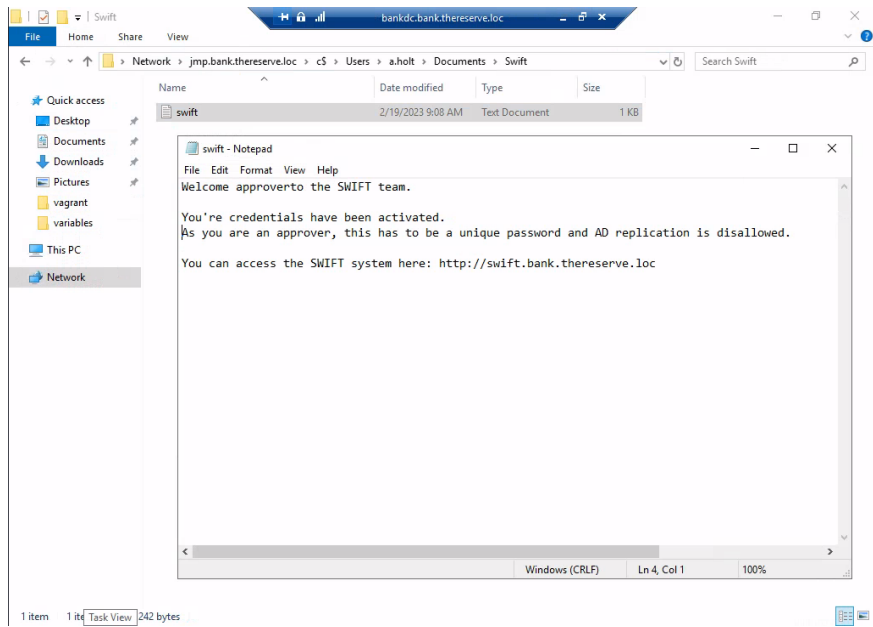 Swift
bankdc.bank.thereserve.loc
File Home Share View
Network > jmp.bank.thereserve.loc > c$ > Users > a.holt > Documents > Swift
Search Swift
Name Date modified Type Size
Quick access
swift 2/19/2023 9:08 AM Text Document 1 KB
Desktop
Documents
Downloads
Pictures
vagrant
variables
This PC
Network
swift - Notepad
File Edit Format View Help
Welcome approverto the SWIFT team.
You're credentials have been activated.
As you are an approver, this has to be a unique password and AD replication is disallowed.
You can access the SWIFT system here: http://swift.bank.thereserve.loc
Windows (CRLF) Ln 4, Col 1 100%
1 item 1 ite Task View 242 bytes